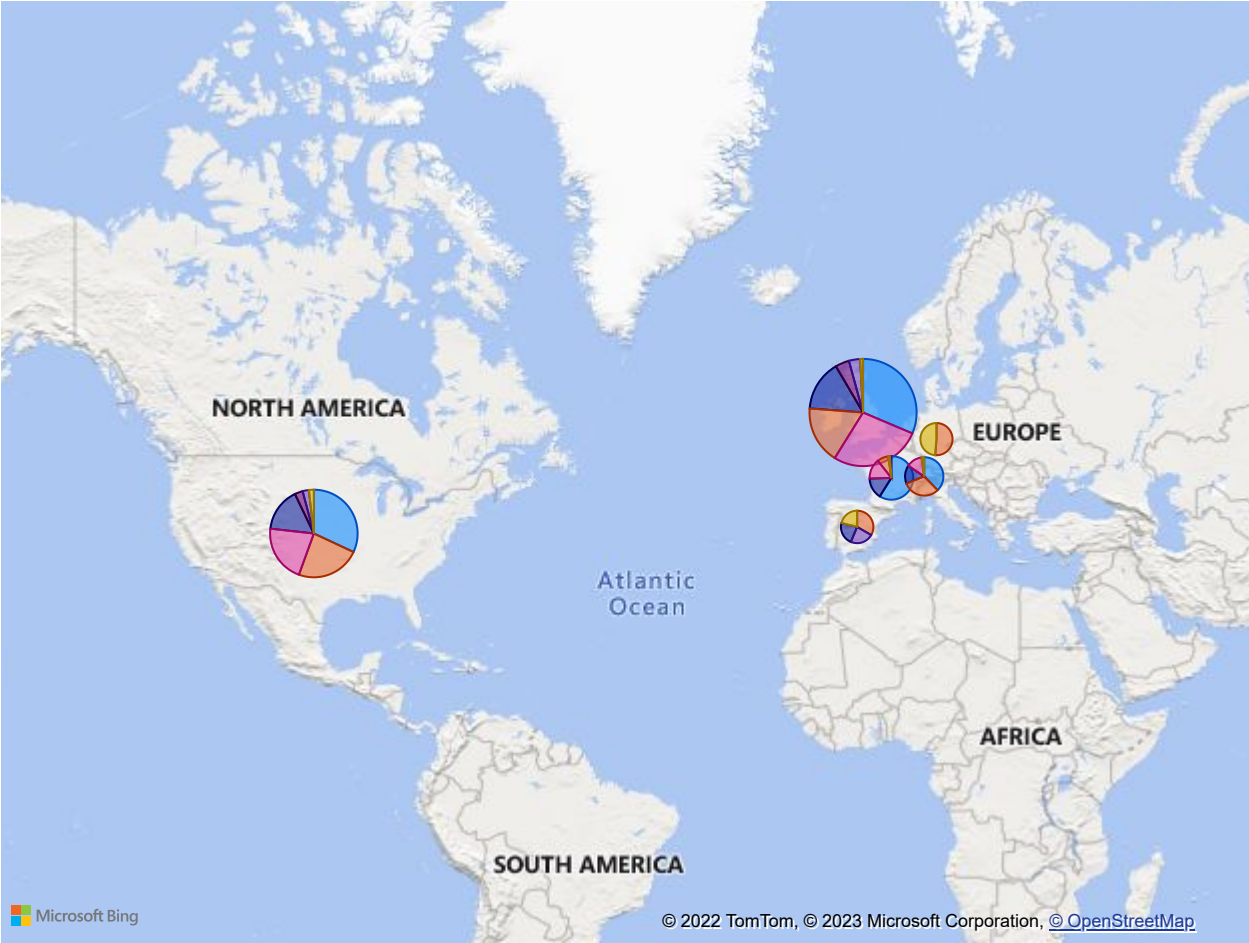 NORTH AMERICA
EUROPE
Atlantic
Ocean
AFRICA
SOUTH AMERICA
Microsoft Bing
© 2022 TomTom, © 2023 Microsoft Corporation, © OpenStreetMap